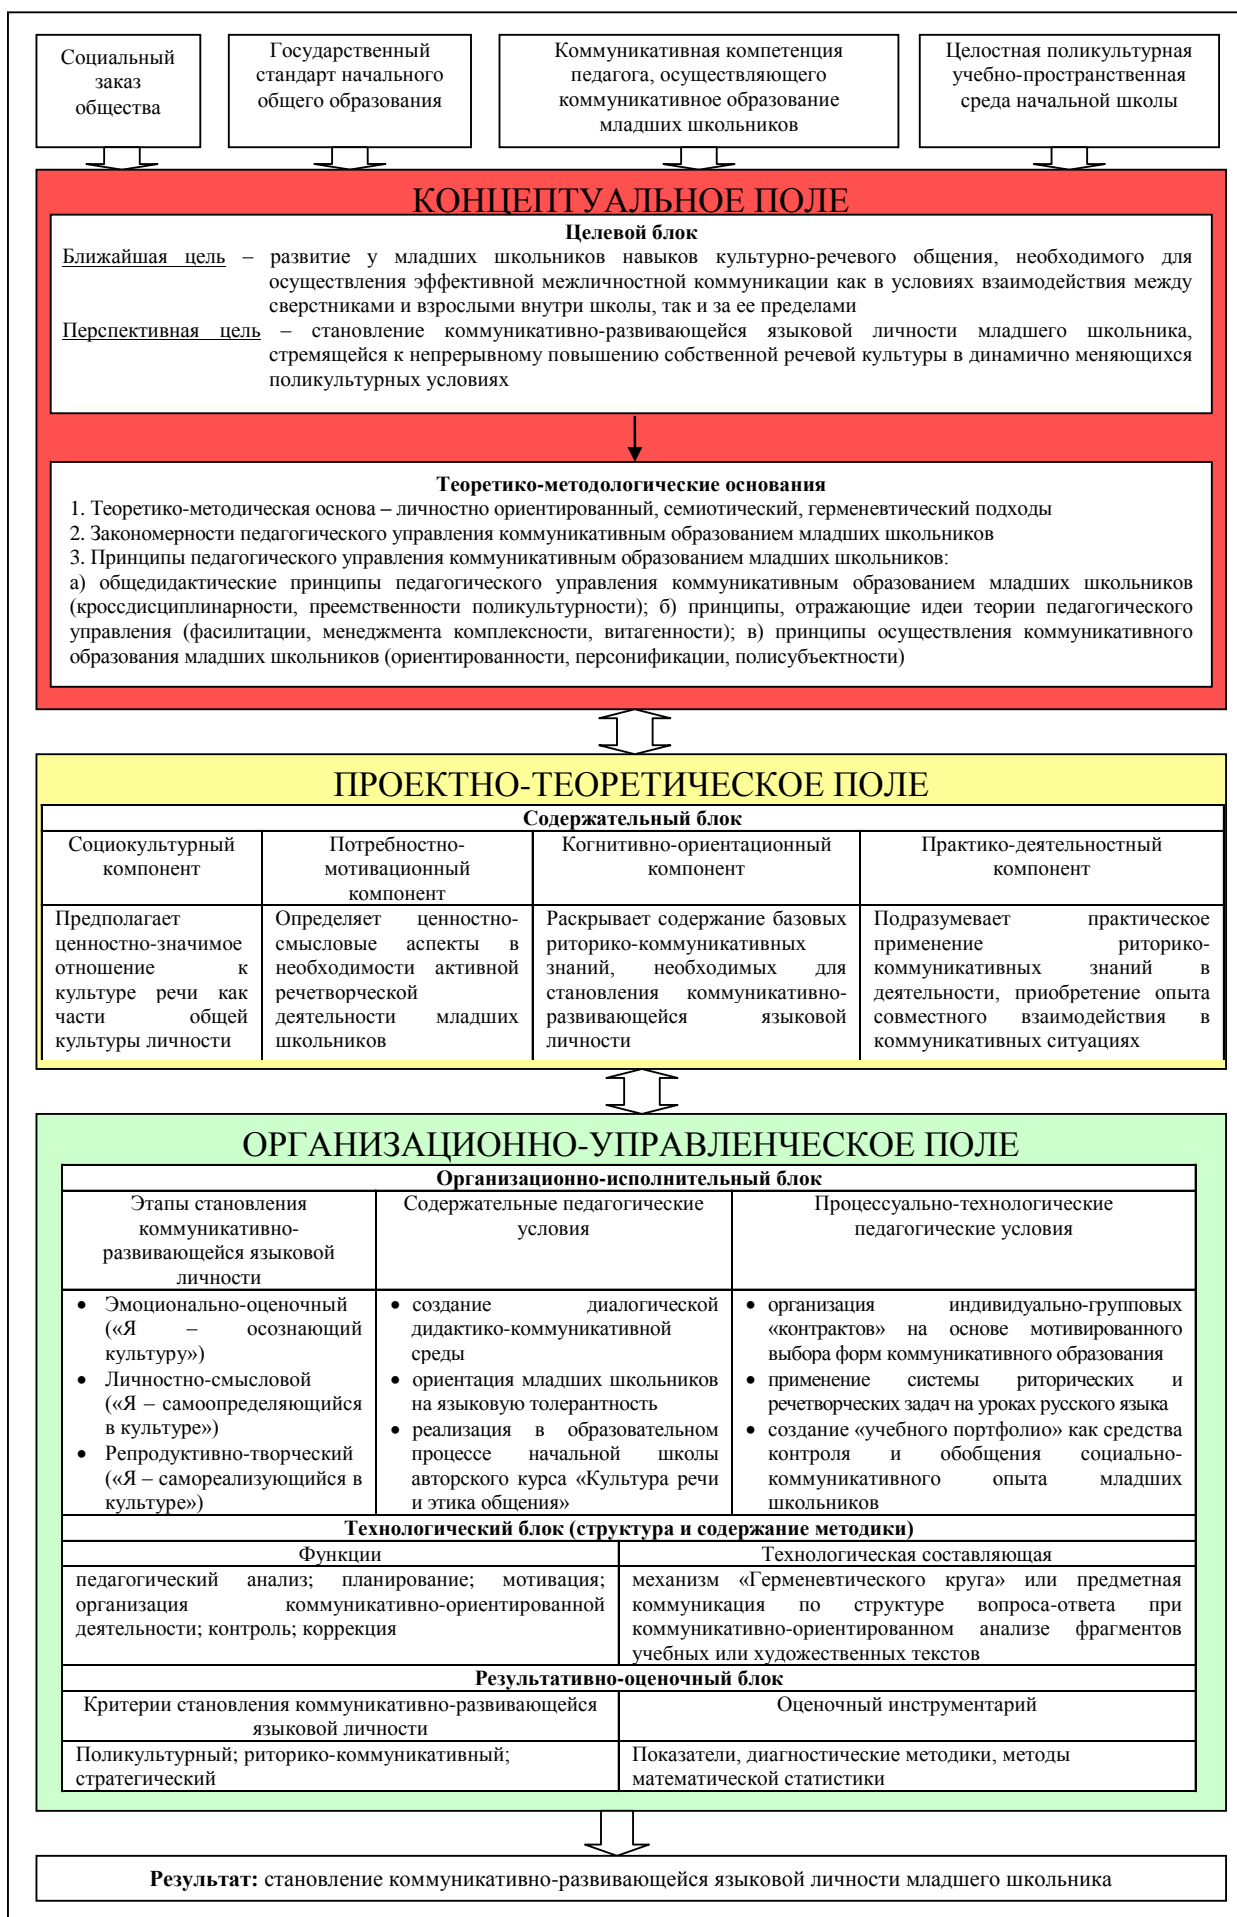 Социальный
заказ
общества
Государственный
стандарт начального
общего образования
Коммуникативная компетенция
педагога, осуществляющего
коммуникативное образование
младших школьников
Целостная поликультурная
учебно-пространственная
среда начальной школы
КОНЦЕПТУАЛЬНОЕ ПОЛЕ
Целевой блок
Ближайшая цель – развитие у младших школьников навыков культурно-речевого общения, необходимого для
осуществления эффективной межличностной коммуникации как в условиях взаимодействия между
сверстниками и взрослыми внутри школы, так и за ее пределами
Перспективная цель – становление коммуникативно-развивающейся языковой личности младшего школьника,
стремящейся к непрерывному повышению собственной речевой культуры в динамично меняющихся
поликультурных условиях
Теоретико-методологические основания
1. Теоретико-методическая основа – личностно ориентированный, семиотический, герменевтический подходы
2. Закономерности педагогического управления коммуникативным образованием младших школьников
3. Принципы педагогического управления коммуникативным образованием младших школьников:
а) общедидактические принципы педагогического управления коммуникативным образованием младших школьников
(кроссдисциплинарности, преемственности поликультурности); б) принципы, отражающие идеи теории педагогического
управления (фасилитации, менеджмента комплексности, витагенности); в) принципы осуществления коммуникативного
образования младших школьников (ориентированности, персонификации, полисубъектности)
ПРОЕКТНО-ТЕОРЕТИЧЕСКОЕ ПОЛЕ
Содержательный блок
Социокультурный
компонент
Потребностно-
мотивационный
компонент
Когнитивно-ориентационный
компонент
Практико-деятельностный
компонент
Предполагает
ценностно-значимое
отношение к
культуре речи как
части общей
культуры личности
Определяет ценностно-
смысловые аспекты в
необходимости активной
речетворческой
деятельности младших
школьников
Раскрывает содержание базовых
риторико-коммуникативных
знаний, необходимых для
становления коммуникативно-
развивающейся языковой
личности
Подразумевает практическое
применение риторико-
коммуникативных знаний в
деятельности, приобретение опыта
совместного взаимодействия в
коммуникативных ситуациях
ОРГАНИЗАЦИОННО-УПРАВЛЕНЧЕСКОЕ ПОЛЕ
Организационно-исполнительный блок
Этапы становления
коммуникативно-
развивающейся языковой
личности
Содержательные педагогические
условия
Процессуально-технологические
педагогические условия
• Эмоционально-оценочный
(«Я – осознающий
культуру»)
• Личностно-смысловой
(«Я – самоопределяющийся
в культуре»)
• Репродуктивно-творческий
(«Я – самореализующийся в
культуре»)
• создание диалогической
дидактико-коммуникативной
среды
• ориентация младших школьников
на языковую толерантность
• реализация в образовательном
процессе начальной школы
авторского курса «Культура речи
и этика общения»
• организация индивидуально-групповых
«контрактов» на основе мотивированного
выбора форм коммуникативного образования
• применение системы риторических и
речетворческих задач на уроках русского языка
• создание «учебного портфолио» как средства
контроля и обобщения социально-
коммуникативного опыта младших
школьников
Технологический блок (структура и содержание методики)
Функции
Технологическая составляющая
педагогический анализ; планирование; мотивация;
организация коммуникативно-ориентированной
деятельности; контроль; коррекция
механизм «Герменевтического круга» или предметная
коммуникация по структуре вопроса-ответа при
коммуникативно-ориентированном анализе фрагментов
учебных или художественных текстов
Результативно-оценочный блок
Критерии становления коммуникативно-развивающейся
языковой личности
Оценочный инструментарий
Поликультурный; риторико-коммуникативный;
стратегический
Показатели, диагностические методики, методы
математической статистики
Результат: становление коммуникативно-развивающейся языковой личности младшего школьника